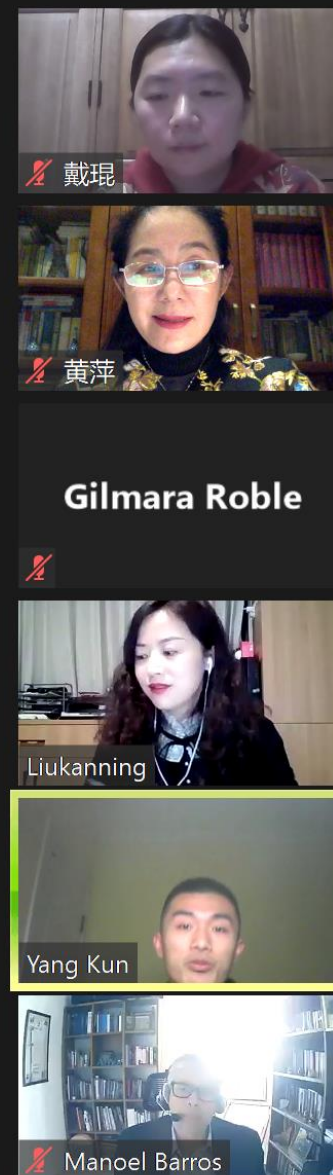 戴琨
黄萍
Gilmara Roble
Liukanning
Yang Kun
Manoel Barros